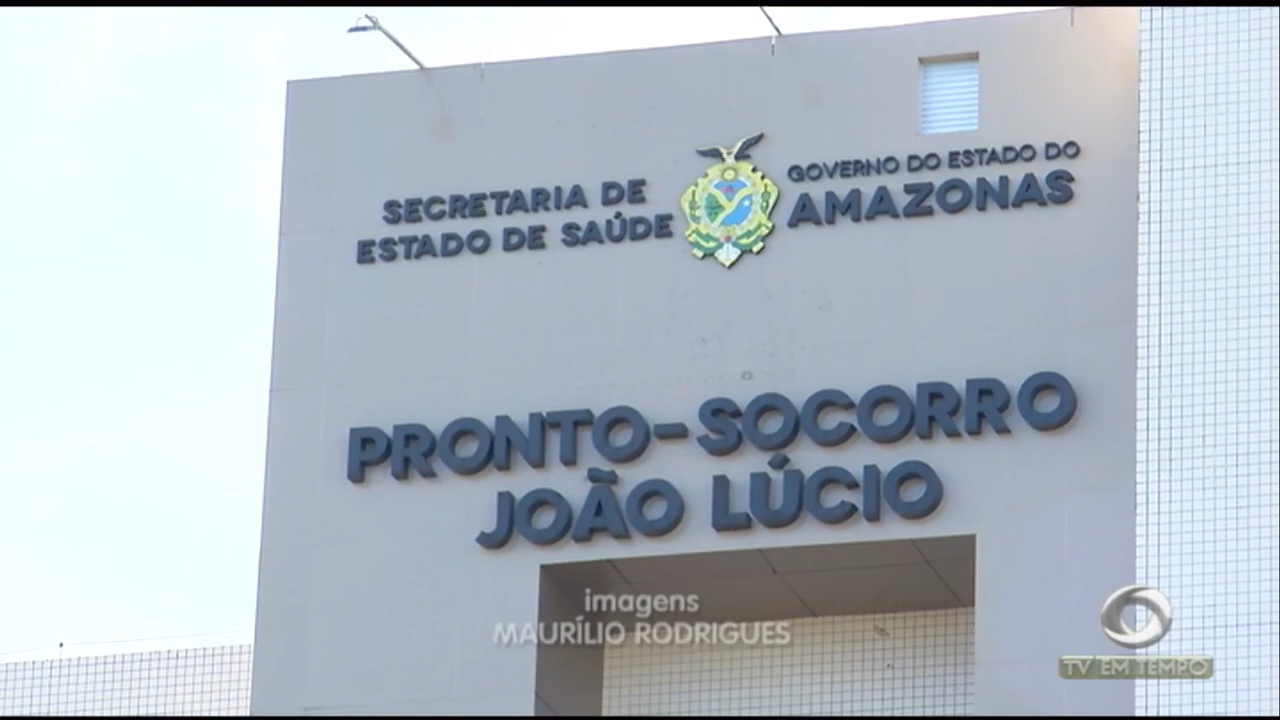 SECRETARIA DE
ESTADO DE SAÚDE
GOVERNO DO ESTADO DO
AMAZONAS
PRONTO-SOCORRO
JOÃO LÚCIO
imagens
MAURÍLIO RODRIGUES
TV EM TEMPO